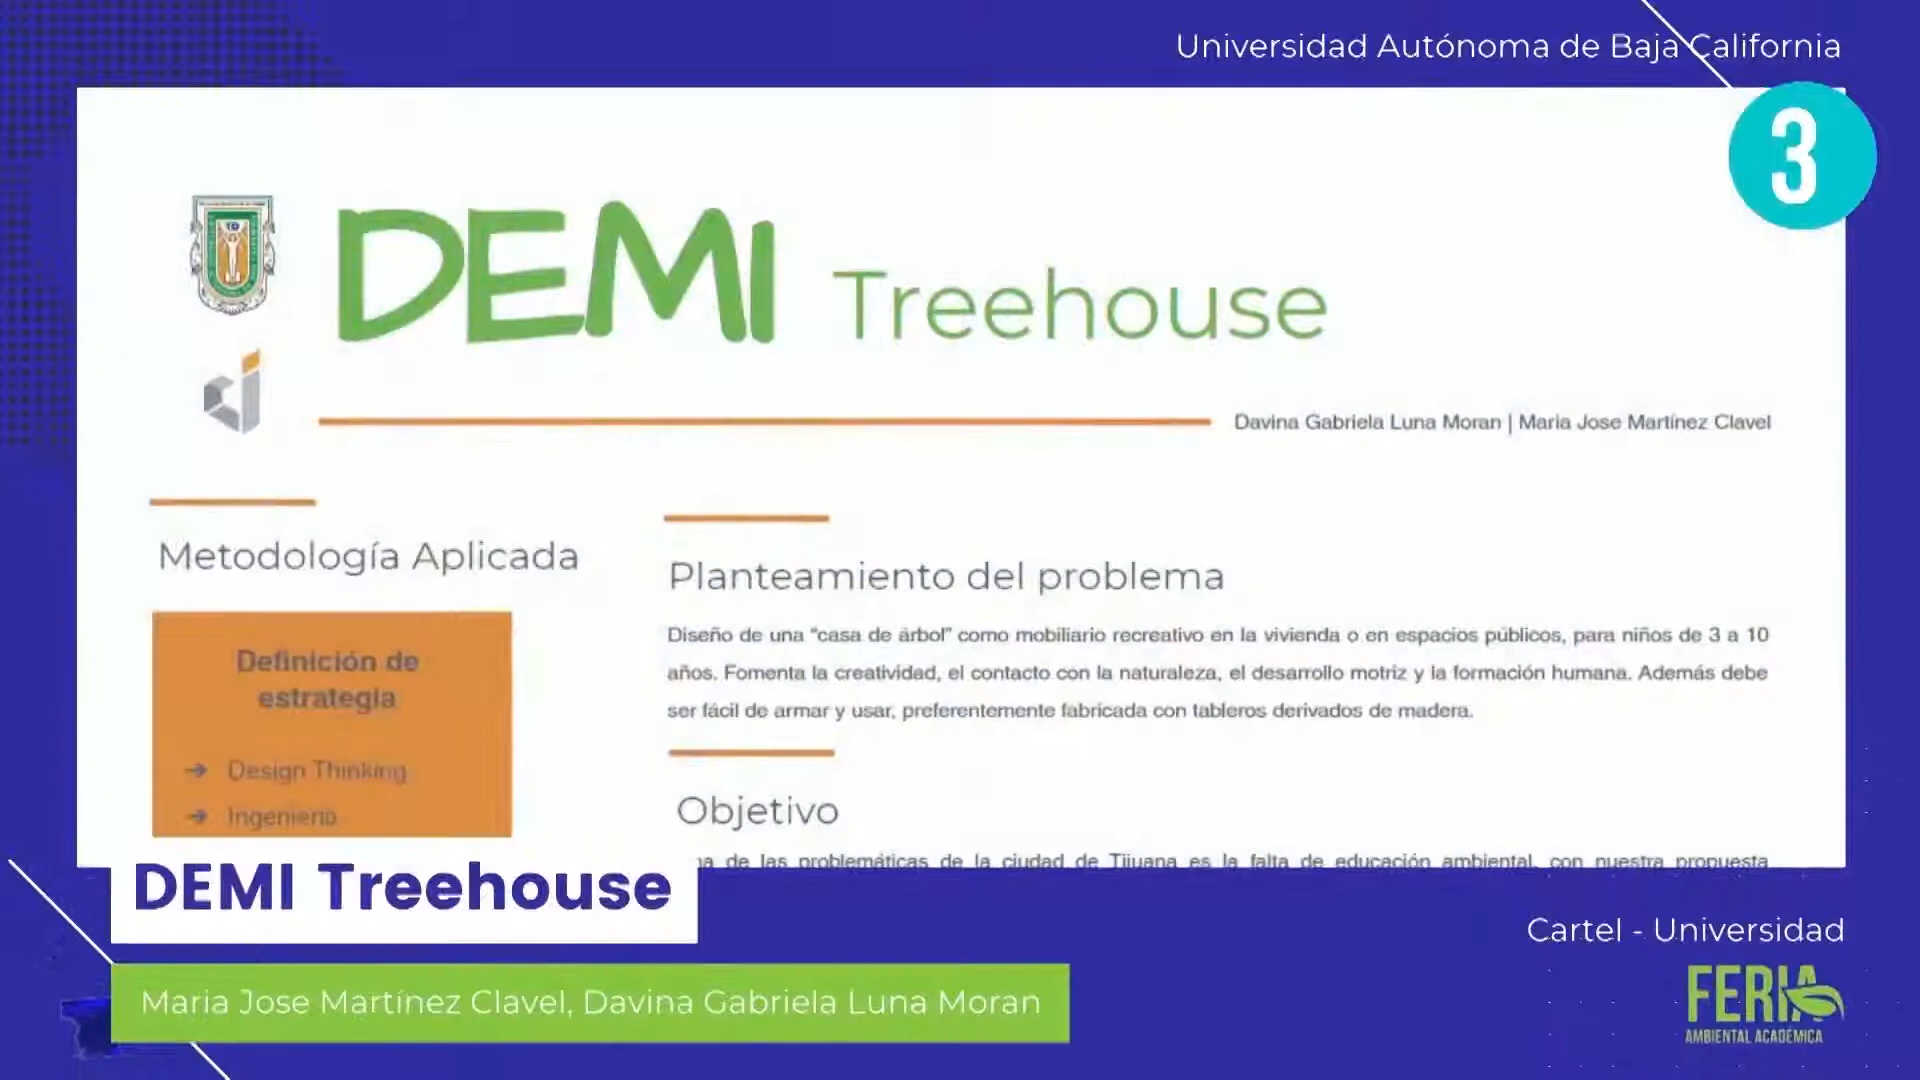 Universidad Autónoma de Baja California
3
DEMI Treehouse
Davina Gabriela Luna Moran | Maria Jose Martínez Clavel
Metodología Aplicada
Definición de
estrategia
→ Design Thinking
→ Ingeniería
Planteamiento del problema
Diseño de una "casa de árbol" como mobiliario recreativo en la vivienda o en espacios públicos, para niños de 3 a 10
años. Fomenta la creatividad, el contacto con la naturaleza, el desarrollo motriz y la formación humana. Además debe
ser fácil de armar y usar, preferentemente fabricada con tableros derivados de madera.
Objetivo
de las problemáticas de la ciudad de Tijuana es la falta de educación ambiental, con nuestra propuesta
DEMI Treehouse
Maria Jose Martínez Clavel, Davina Gabriela Luna Moran
Cartel - Universidad
FERIA
AMBIENTAL ACADÉMICA